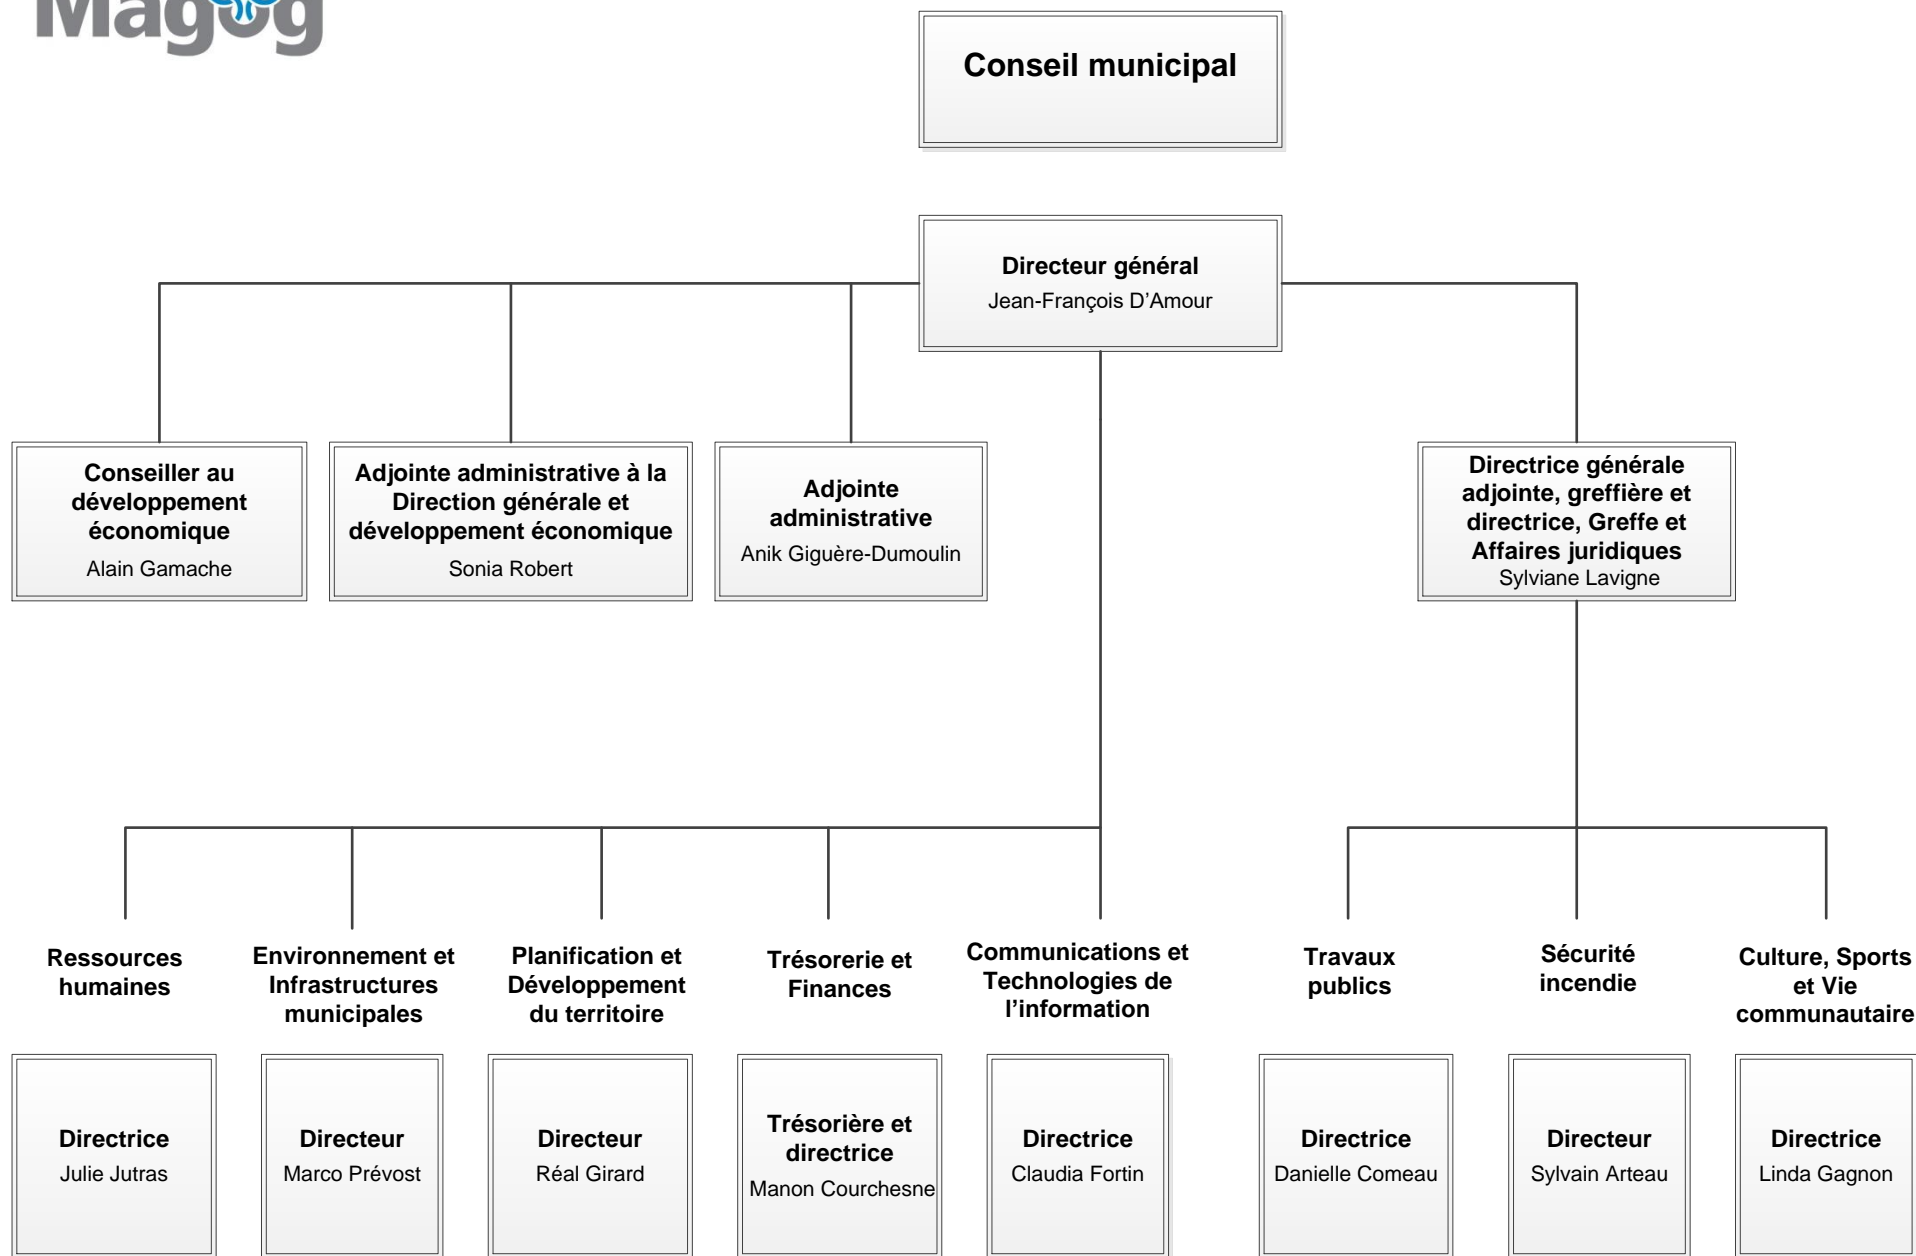 Magog
Conseil municipal
Directeur général
Jean-François D’Amour
Conseiller au
développement
économique
Alain Gamache
Adjointe administrative à la
Direction générale et
développement économique
Sonia Robert
Adjointe
administrative
Anik Giguère-Dumoulin
Directrice générale
adjointe, greffière et
directrice, Greffe et
Affaires juridiques
Sylviane Lavigne
Ressources
humaines
Environnement et
Infrastructures
municipales
Planification et
Développement
du territoire
Trésorerie et
Finances
Communications et
Technologies de
l’information
Travaux
publics
Sécurité
incendie
Culture, Sports
et Vie
communautaire
Directrice
Julie Jutras
Directeur
Marco Prévost
Directeur
Réal Girard
Trésorière et
directrice
Manon Courchesne
Directrice
Claudia Fortin
Directrice
Danielle Comeau
Directeur
Sylvain Arteau
Directrice
Linda Gagnon